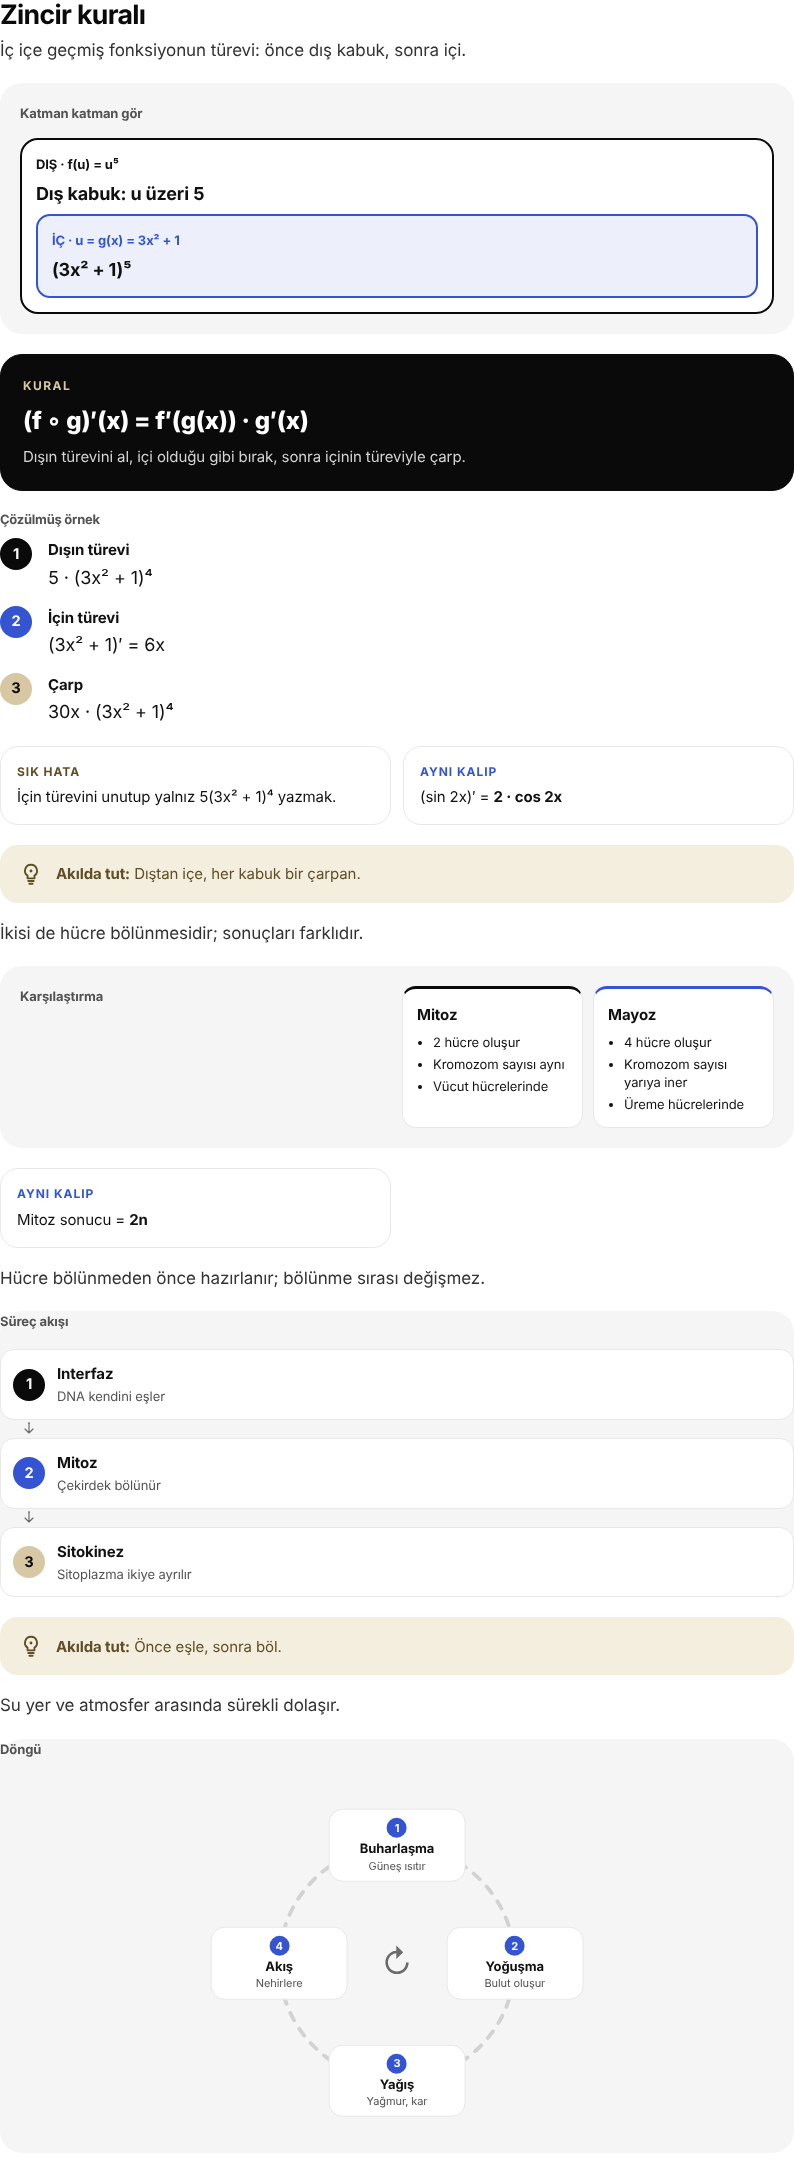 Zincir kuralı
İç içe geçmiş fonksiyonun türevi: önce dış kabuk, sonra içi.
Katman katman gör
DIŞ · f(u) = u⁵
Dış kabuk: u üzeri 5
İÇ · u = g(x) = 3x² + 1
(3x² + 1)⁵
KURAL
(f ∘ g)′(x) = f′(g(x)) · g′(x)
Dışın türevini al, içi olduğu gibi bırak, sonra içinin türeviyle çarp.
Çözülmüş örnek
1
Dışın türevi
5 · (3x² + 1)⁴
2
İçin türevi
(3x² + 1)′ = 6x
3
Çarp
30x · (3x² + 1)⁴
SIK HATA
İçin türevini unutup yalnız 5(3x² + 1)⁴ yazmak.
AYNI KALIP
(sin 2x)′ = 2 · cos 2x
Akılda tut: Dıştan içe, her kabuk bir çarpan.
İkisi de hücre bölünmesidir; sonuçları farklıdır.
Karşılaştırma
Mitoz
• 2 hücre oluşur
• Kromozom sayısı aynı
• Vücut hücrelerinde
Mayoz
• 4 hücre oluşur
• Kromozom sayısı
yarıya iner
• Üreme hücrelerinde
AYNI KALIP
Mitoz sonucu = 2n
Hücre bölünmeden önce hazırlanır; bölünme sırası değişmez.
Süreç akışı
1
Interfaz
DNA kendini eşler
↓
2
Mitoz
Çekirdek bölünür
↓
3
Sitokinez
Sitoplazma ikiye ayrılır
Akılda tut: Önce eşle, sonra böl.
Su yer ve atmosfer arasında sürekli dolaşır.
Döngü
1
Buharlaşma
Güneş ısıtır
4
Akış
Nehirlere
2
Yoğuşma
Bulut oluşur
3
Yağış
Yağmur, kar